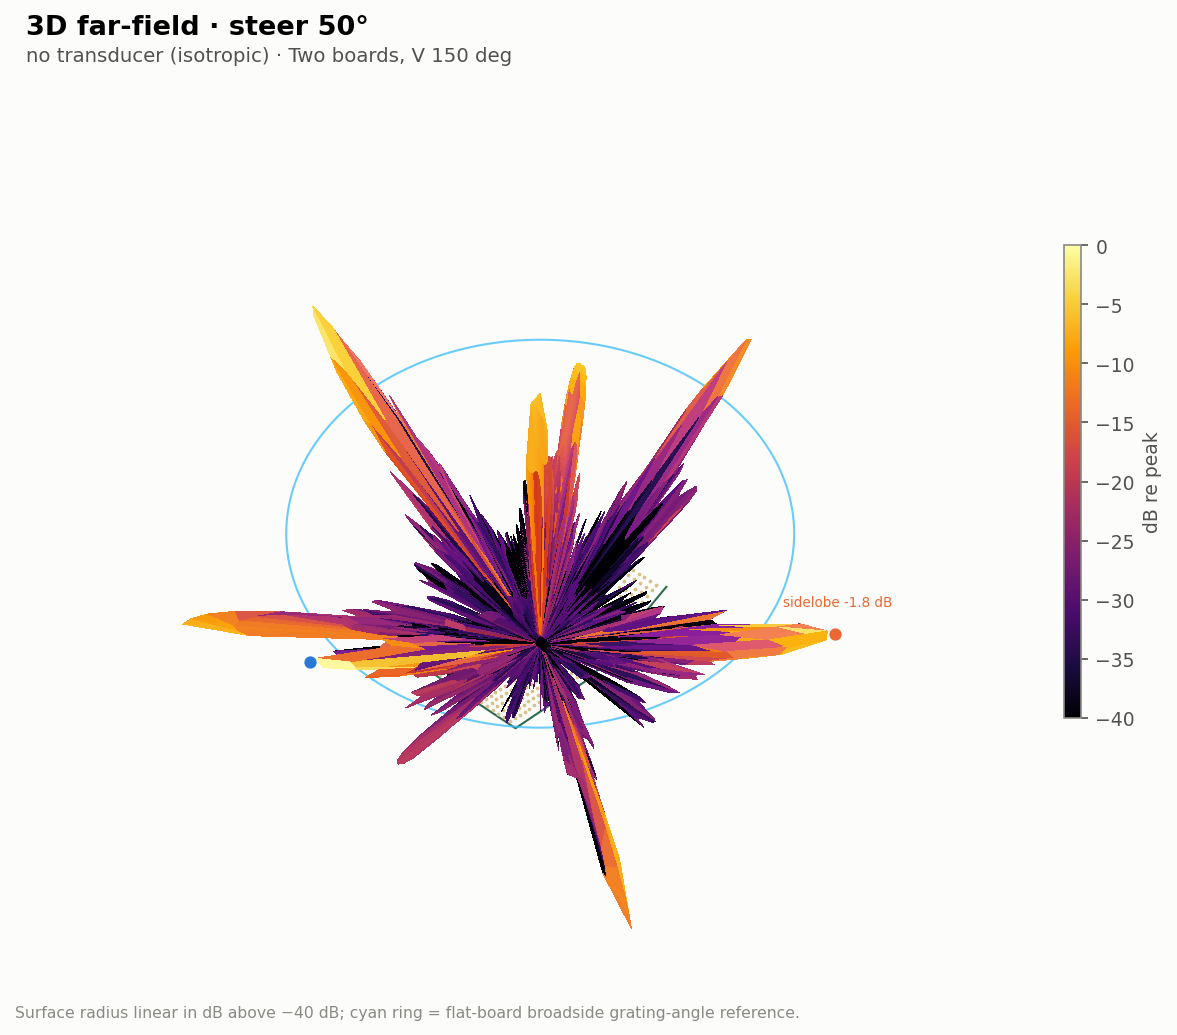 3D far-field · steer 50°
no transducer (isotropic) · Two boards, V 150 deg
0
−5
−10
−15
−20
−25
−30
−35
−40
dB re peak
sidelobe -1.8 dB
Surface radius linear in dB above −40 dB; cyan ring = flat-board broadside grating-angle reference.